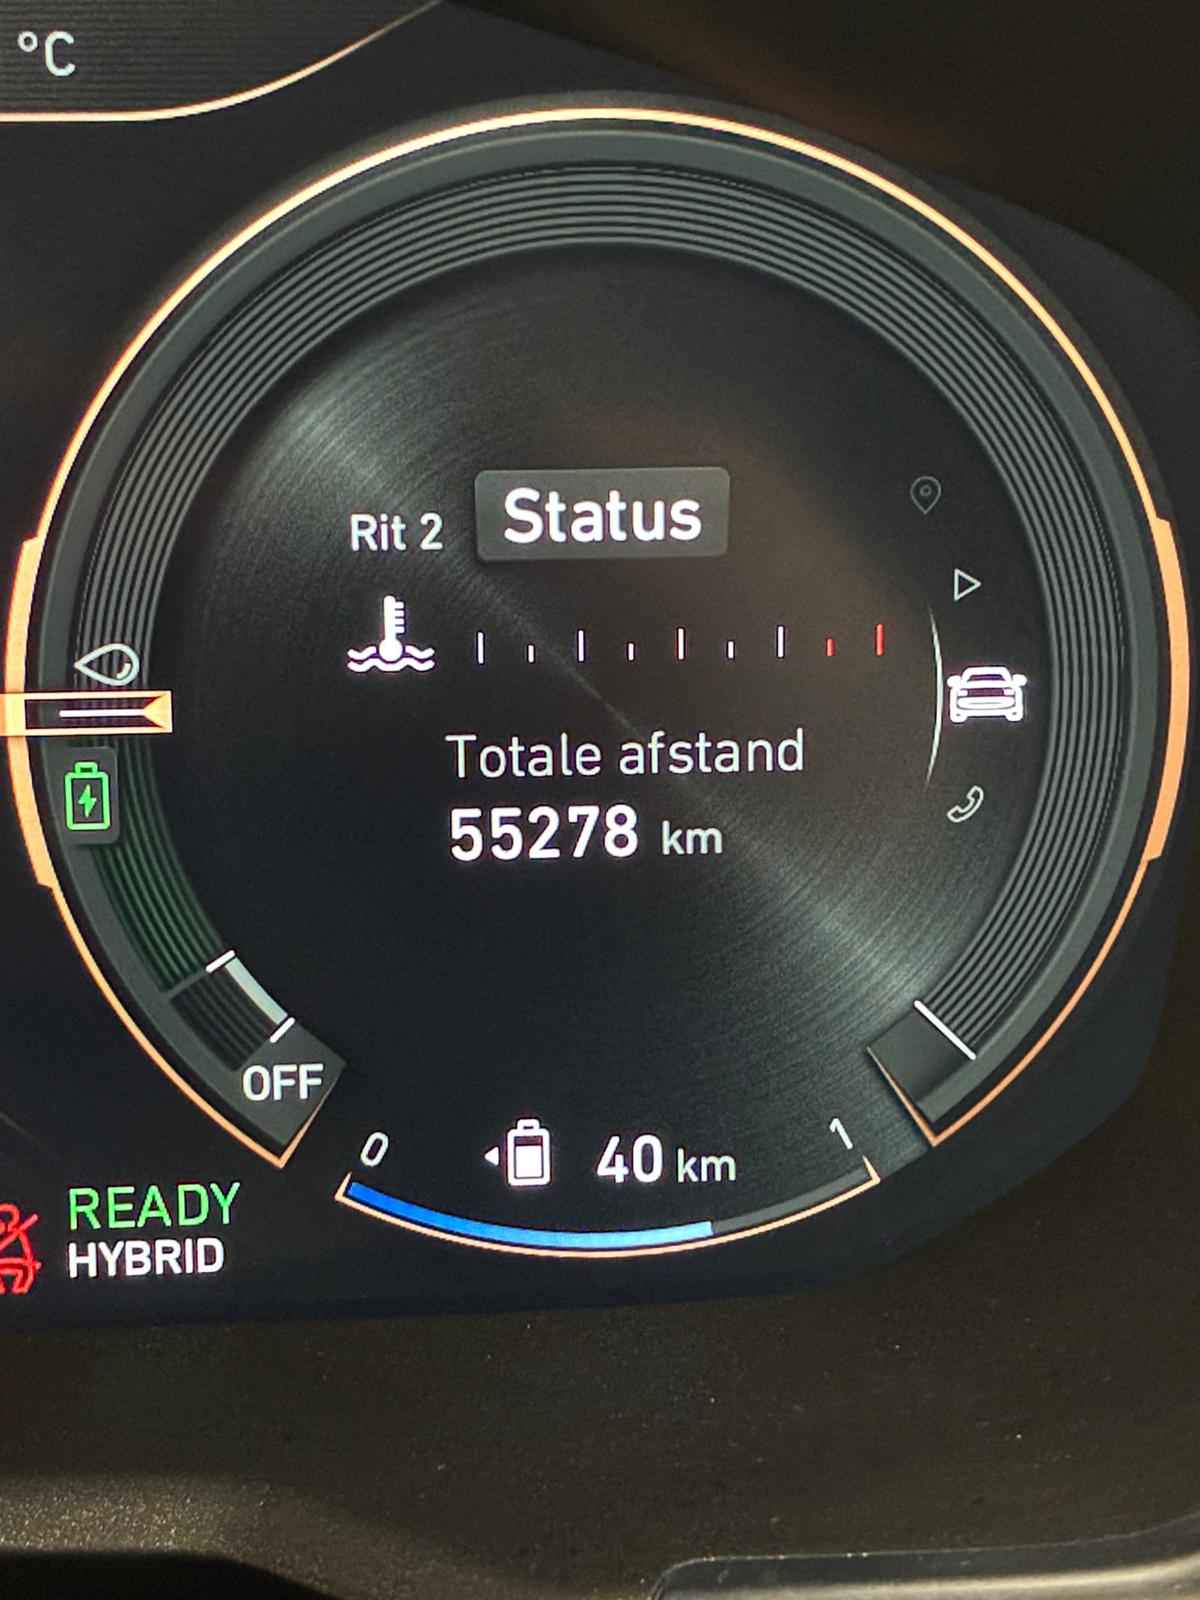 °C
Rit 2
Status
Totale afstand
55278 km
OFF
0
40 km
1
READY
HYBRID